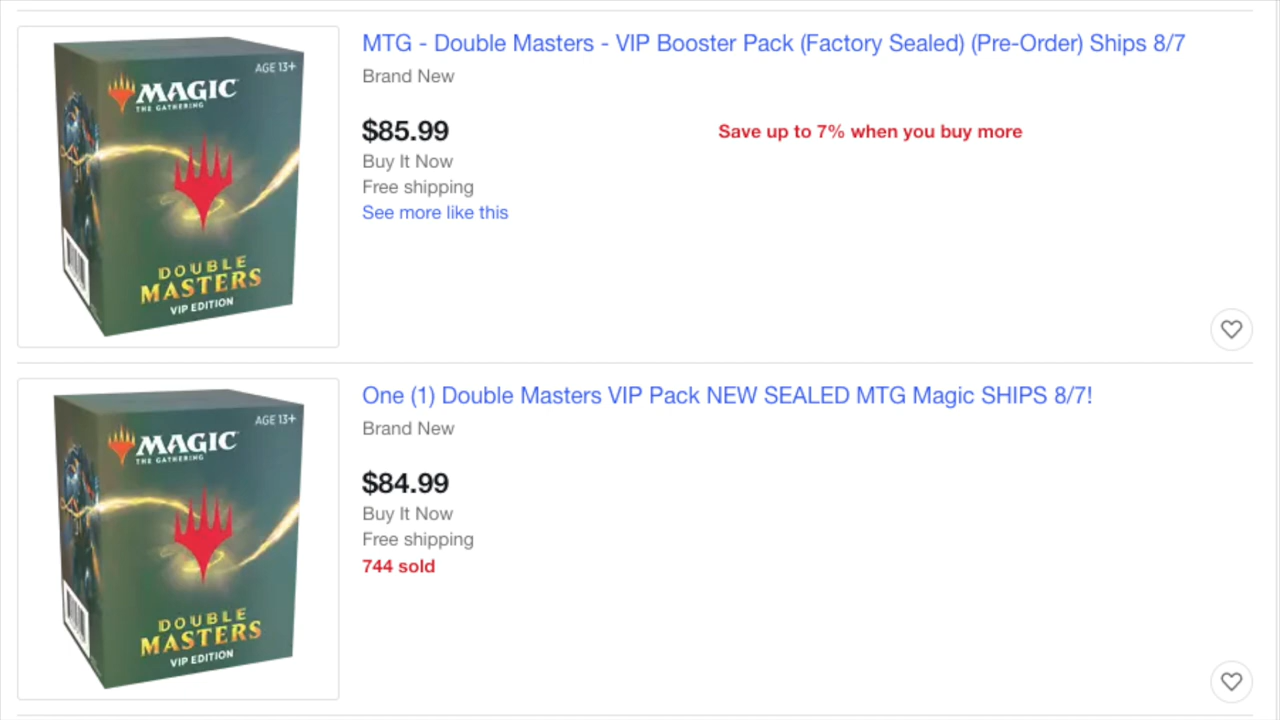 AGE 13+
MAGIC
THE GATHERING
DOUBLE
MASTERS
VIP EDITION
MTG - Double Masters - VIP Booster Pack (Factory Sealed) (Pre-Order) Ships 8/7
Brand New
$85.99
Save up to 7% when you buy more
Buy It Now
Free shipping
See more like this
AGE 13+
MAGIC
THE GATHERING
DOUBLE
MASTERS
VIP EDITION
One (1) Double Masters VIP Pack NEW SEALED MTG Magic SHIPS 8/7!
Brand New
$84.99
Buy It Now
Free shipping
744 sold